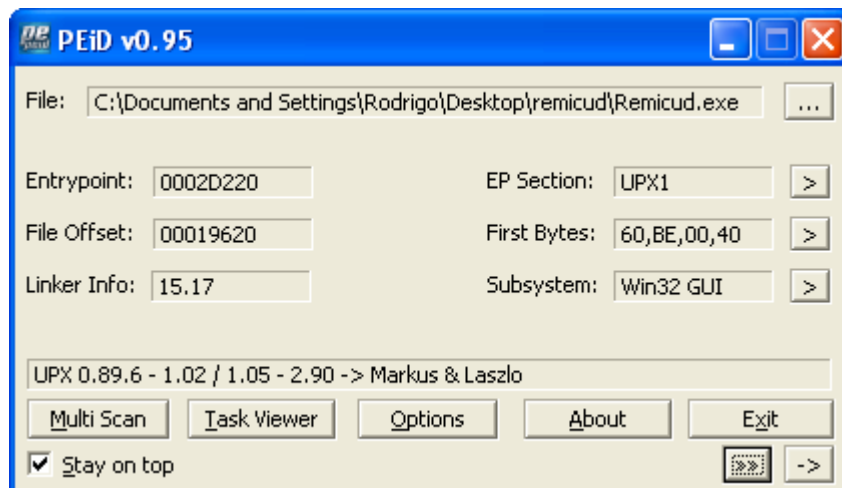 PEiD v0.95
File: C:\Documents and Settings\Rodrigo\Desktop\remicud\Remicud.exe ...
Entrypoint: 0002D220 EP Section: UPX1 >
File Offset: 00019620 First Bytes: 60,BE,00,40 >
Linker Info: 15.17 Subsystem: Win32 GUI >
UPX 0.89.6 - 1.02 / 1.05 - 2.90 -> Markus & Laszlo
Multi Scan Task Viewer Options About Exit
Stay on top »» ->